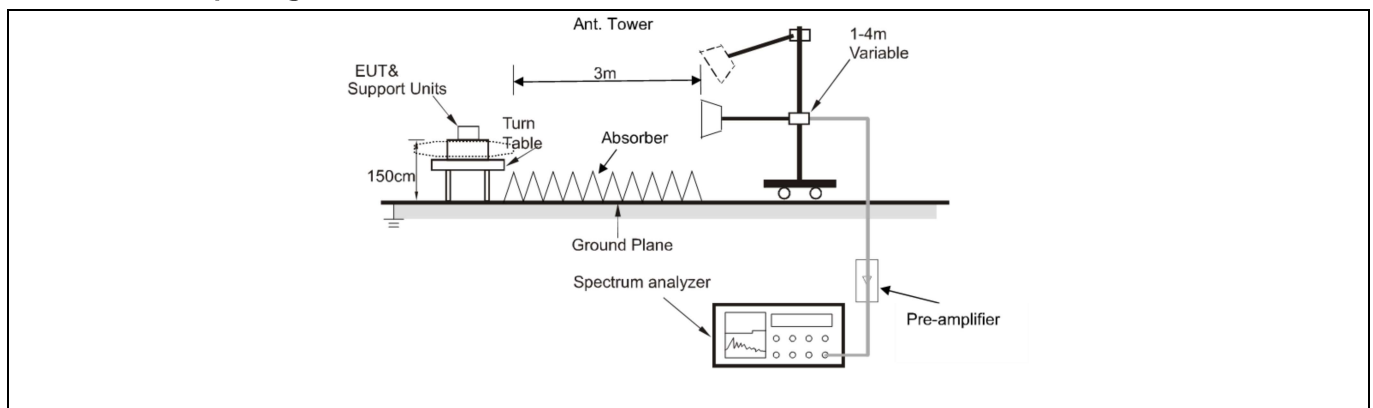 Ant. Tower
1-4m
Variable
EUT&
Support Units
3m
Turn
Table
Absorber
150cm
Ground Plane
Spectrum analyzer
Pre-amplifier